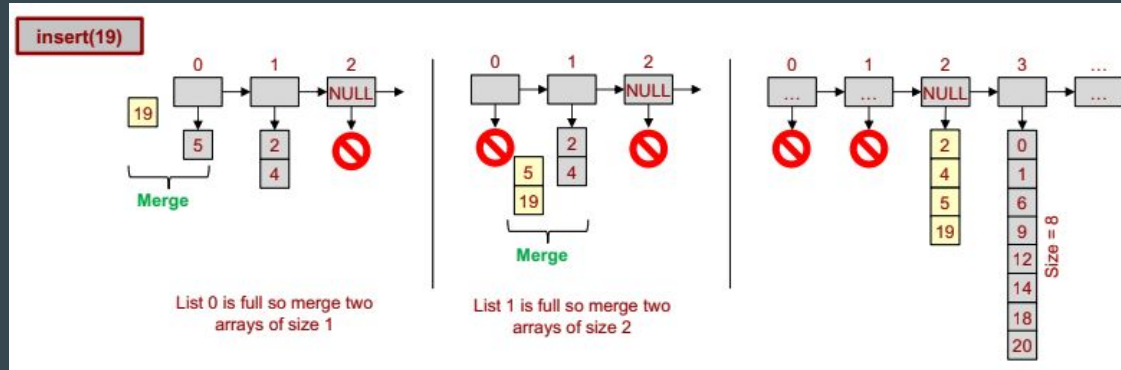 insert(19)
0 1 2
NULL
19
5
2
4
Merge
List 0 is full so merge two
arrays of size 1
0 1 2
NULL
2
4
5
19
Merge
List 1 is full so merge two
arrays of size 2
0 1 2 3 ...
... ... NULL ...
2
4
5
19
0
1
6
9
12
14
18
20
Size = 8